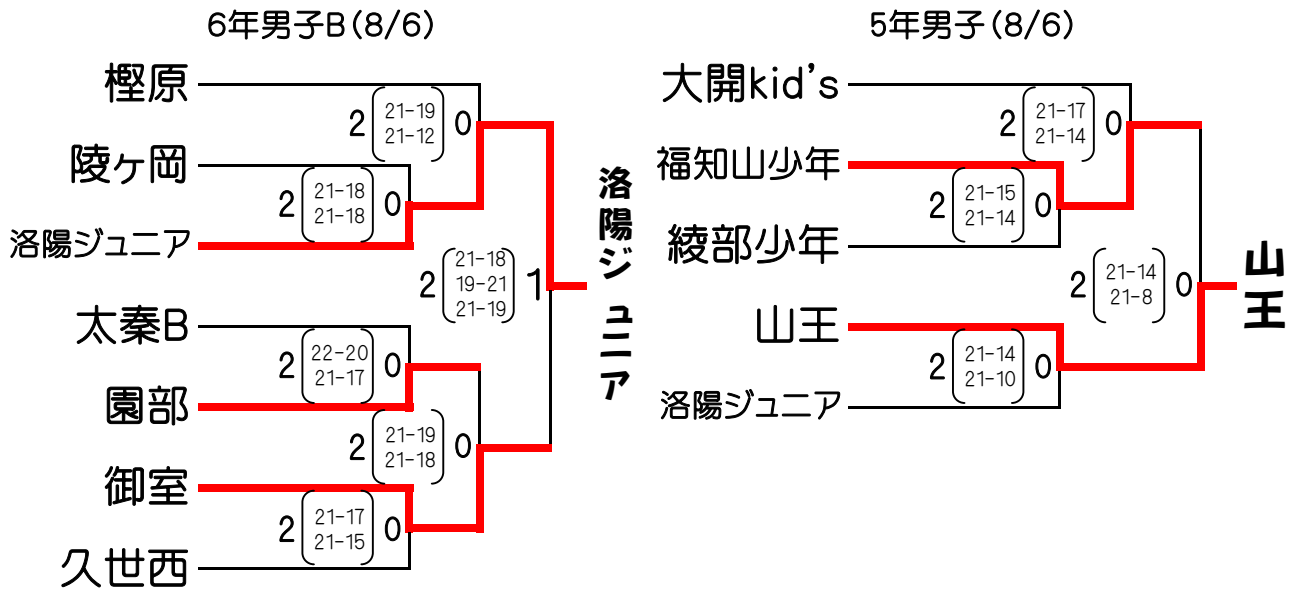 6年男子B(8/6)
樫原
陵ヶ岡
洛陽ジュニア
太秦B
園部
御室
久世西
2 21-19 0
21-12
2 21-18 0
21-18
2 21-18 1
19-21
21-19
2 22-20 0
21-17
2 21-19 0
21-18
2 21-17 0
21-15
洛陽ジュニア
5年男子(8/6)
大開kid's
福知山少年
綾部少年
山王
洛陽ジュニア
2 21-17 0
21-14
2 21-15 0
21-14
2 21-14 0
21-8
2 21-14 0
21-10
山王